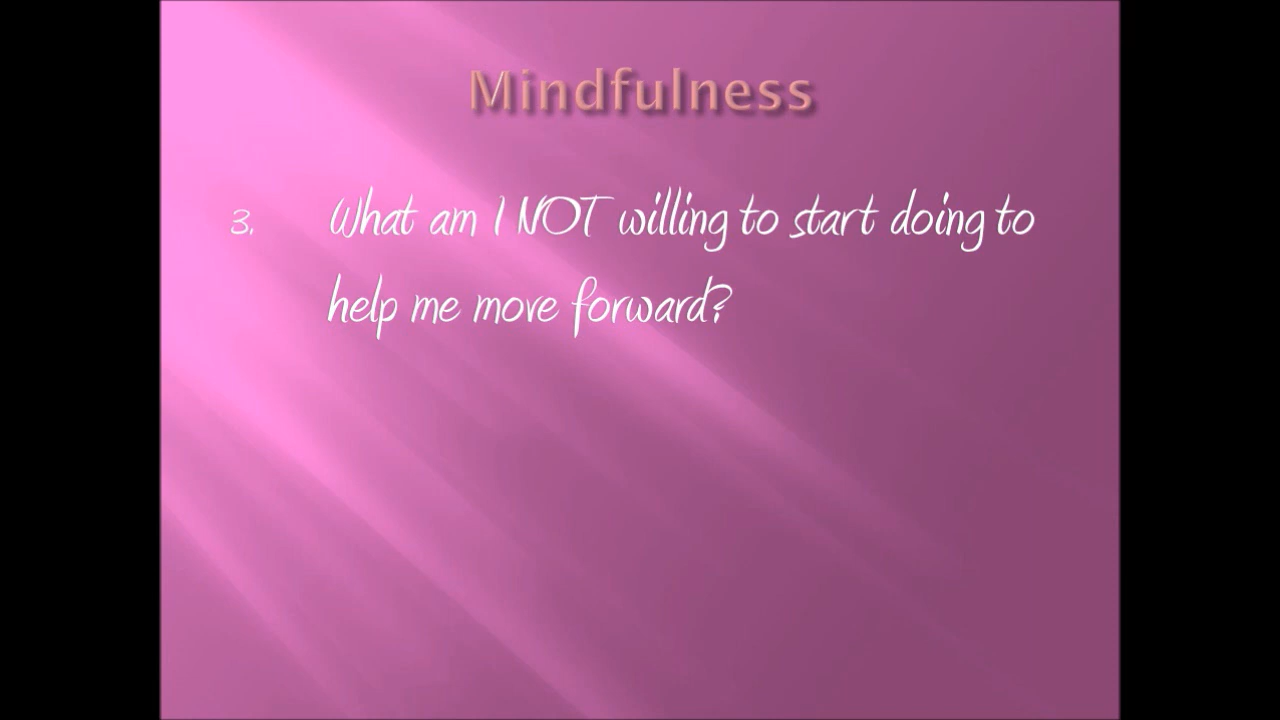 Mindfulness
3. What am I NOT willing to start doing to
help me move forward?